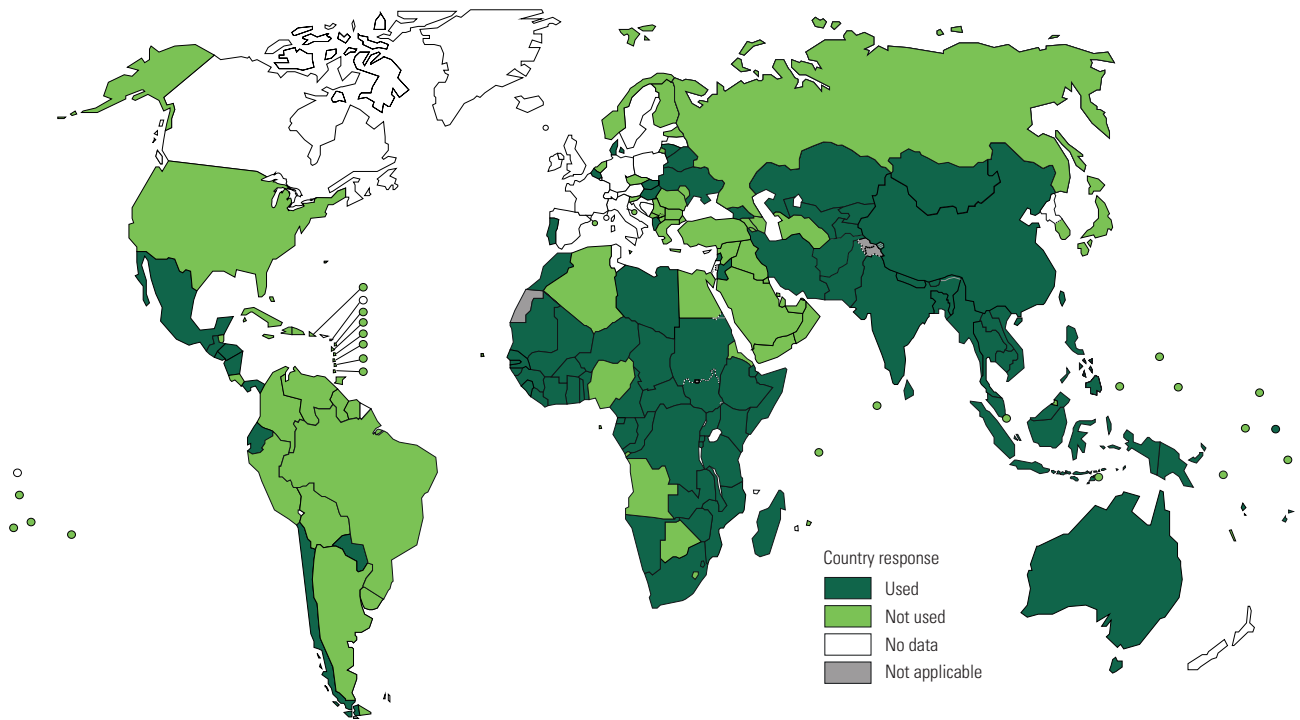 Country response
Used
Not used
No data
Not applicable